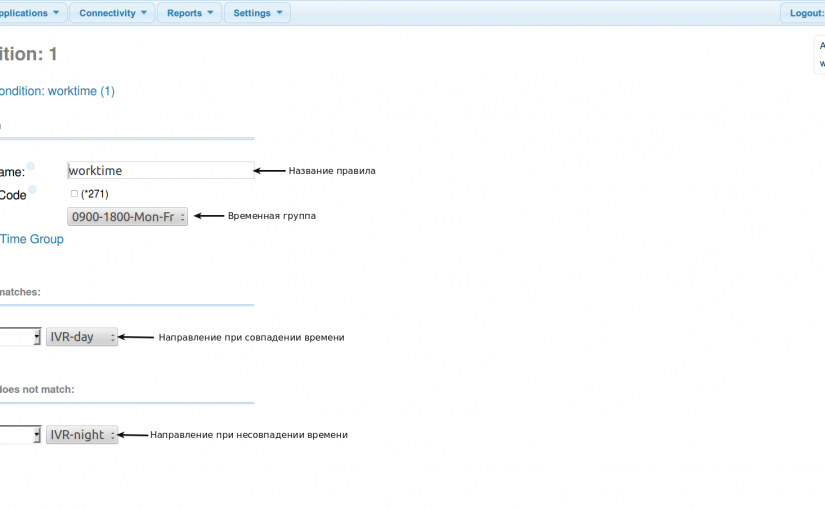 pplications Connectivity Reports Settings Logout:
ition: 1
A
ondition: worktime (1)
w
ame: worktime Название правила
Code (*271)
0900-1800-Mon-Fr Временная группа
Time Group
matches:
IVR-day Направление при совпадении времени
does not match:
IVR-night Направление при несовпадении времени